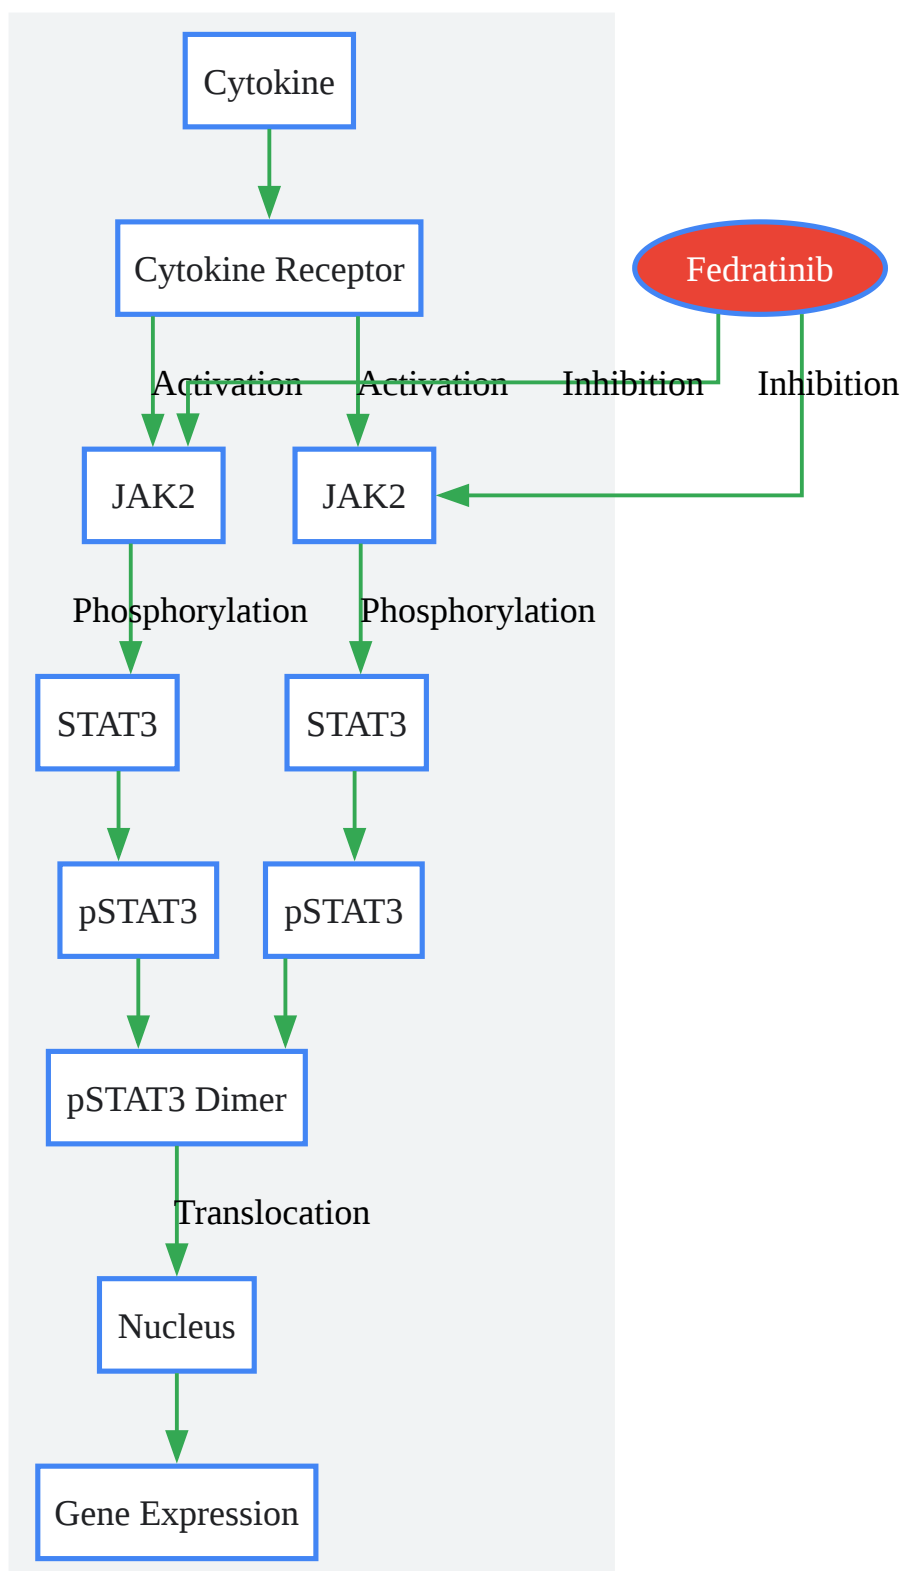 Cytokine
Cytokine Receptor
Fedratinib
Activation
Activation
Inhibition
Inhibition
JAK2
JAK2
Phosphorylation
Phosphorylation
STAT3
STAT3
pSTAT3
pSTAT3
pSTAT3 Dimer
Translocation
Nucleus
Gene Expression